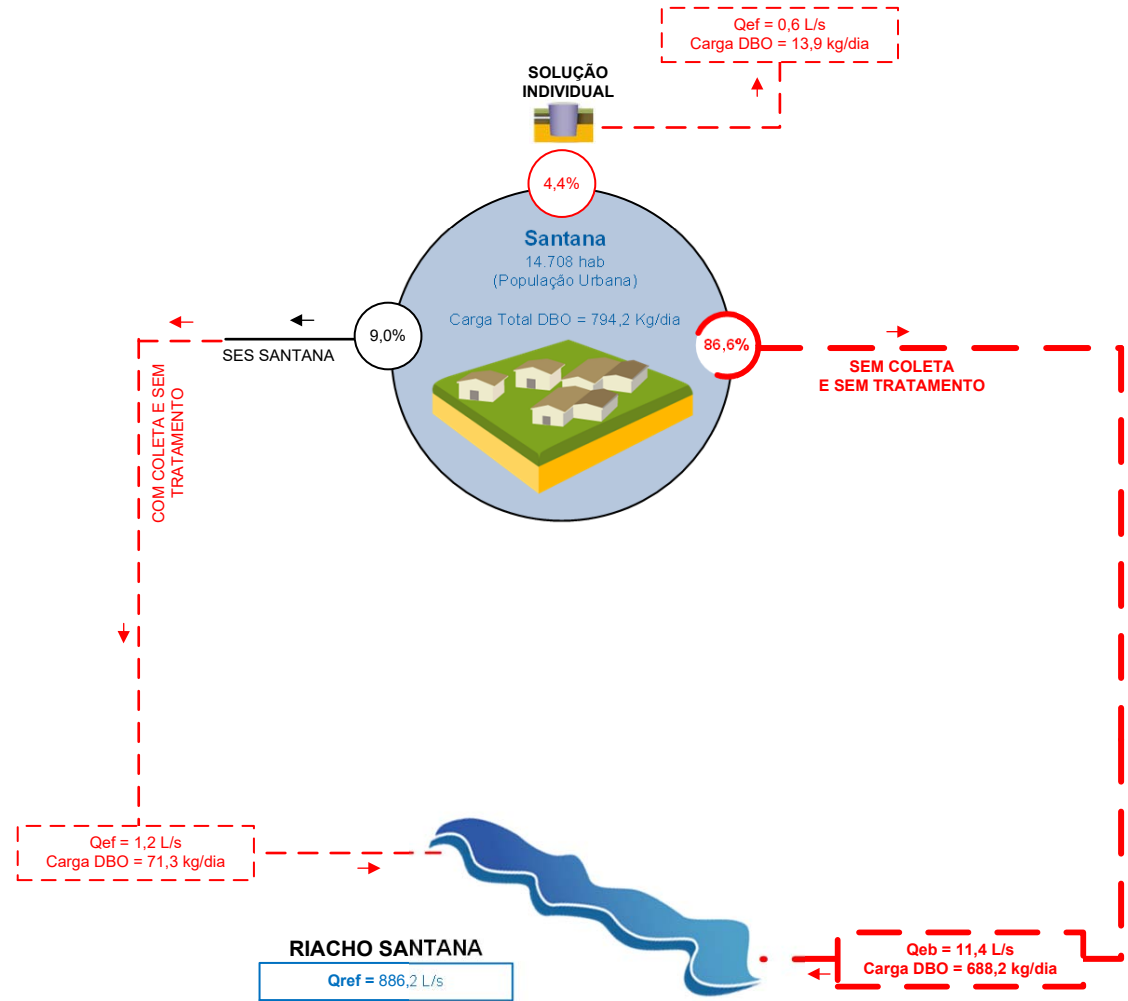 Qef = 0,6 L/s
Carga DBO = 13,9 kg/dia
SOLUÇÃO
INDIVIDUAL
4,4%
Santana
14.708 hab
(População Urbana)
Carga Total DBO = 794,2 Kg/dia
9,0%
SES SANTANA
86,6%
SEM COLETA
E SEM TRATAMENTO
COM COLETA E SEM
TRATAMENTO
Qef = 1,2 L/s
Carga DBO = 71,3 kg/dia
RIACHO SANTANA
Qref = 886,2 L/s
Qeb = 11,4 L/s
Carga DBO = 688,2 kg/dia